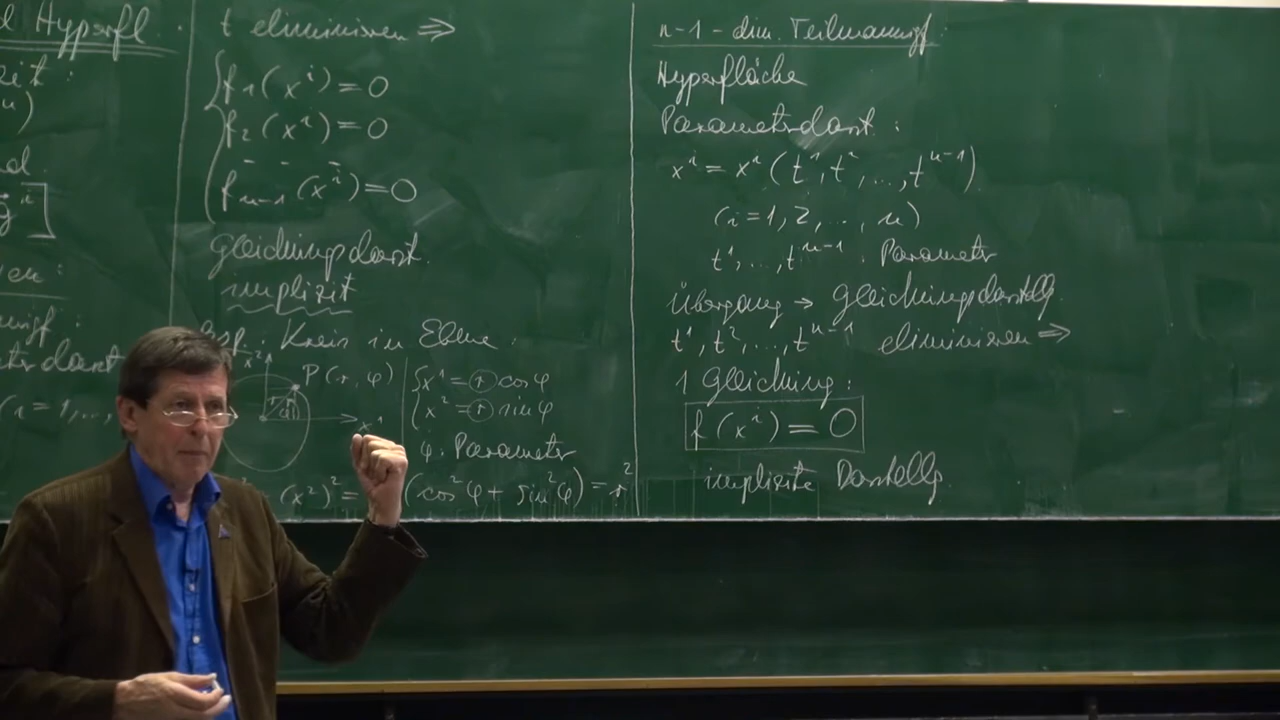 Hyperfl.
t eliminieren ⇒
f₁(xⁱ) = 0
f₂(xⁱ) = 0
- - -
fₙ₋₁(xⁱ) = 0
Gleichungsdarst.
implizit
Bsp.: Kreis in Ebene:
x² P(r, φ)
x¹
x¹ = r cos φ
x² = r sin φ
φ: Parameter
(x²)² = (cos²φ + sin²φ) = r²
n-1-dim. Teilmannigf.
Hyperfläche
Parameterdarst.:
xⁱ = xⁱ(t¹, t², ..., tⁿ⁻¹)
(i = 1, 2, ..., n)
t¹, ..., tⁿ⁻¹: Parameter
Übergang → Gleichungsdarstellg.
t¹, t², ..., tⁿ⁻¹ eliminieren ⇒
1 Gleichung:
f(xⁱ) = 0
implizite Darstellg.